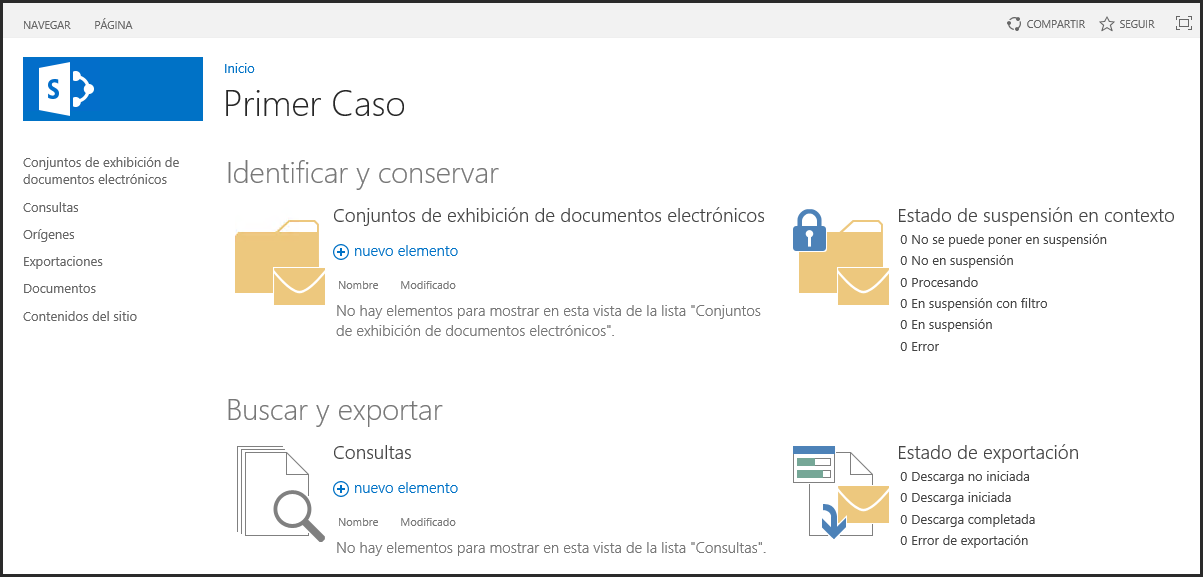 NAVEGAR PÁGINA
COMPARTIR SEGUIR
S
Inicio
Primer Caso
Conjuntos de exhibición de
documentos electrónicos
Consultas
Orígenes
Exportaciones
Documentos
Contenidos del sitio
Identificar y conservar
Conjuntos de exhibición de documentos electrónicos
nuevo elemento
Nombre Modificado
No hay elementos para mostrar en esta vista de la lista "Conjuntos
de exhibición de documentos electrónicos".
Estado de suspensión en contexto
0 No se puede poner en suspensión
0 No en suspensión
0 Procesando
0 En suspensión con filtro
0 En suspensión
0 Error
Buscar y exportar
Consultas
nuevo elemento
Nombre Modificado
No hay elementos para mostrar en esta vista de la lista "Consultas".
Estado de exportación
0 Descarga no iniciada
0 Descarga iniciada
0 Descarga completada
0 Error de exportación